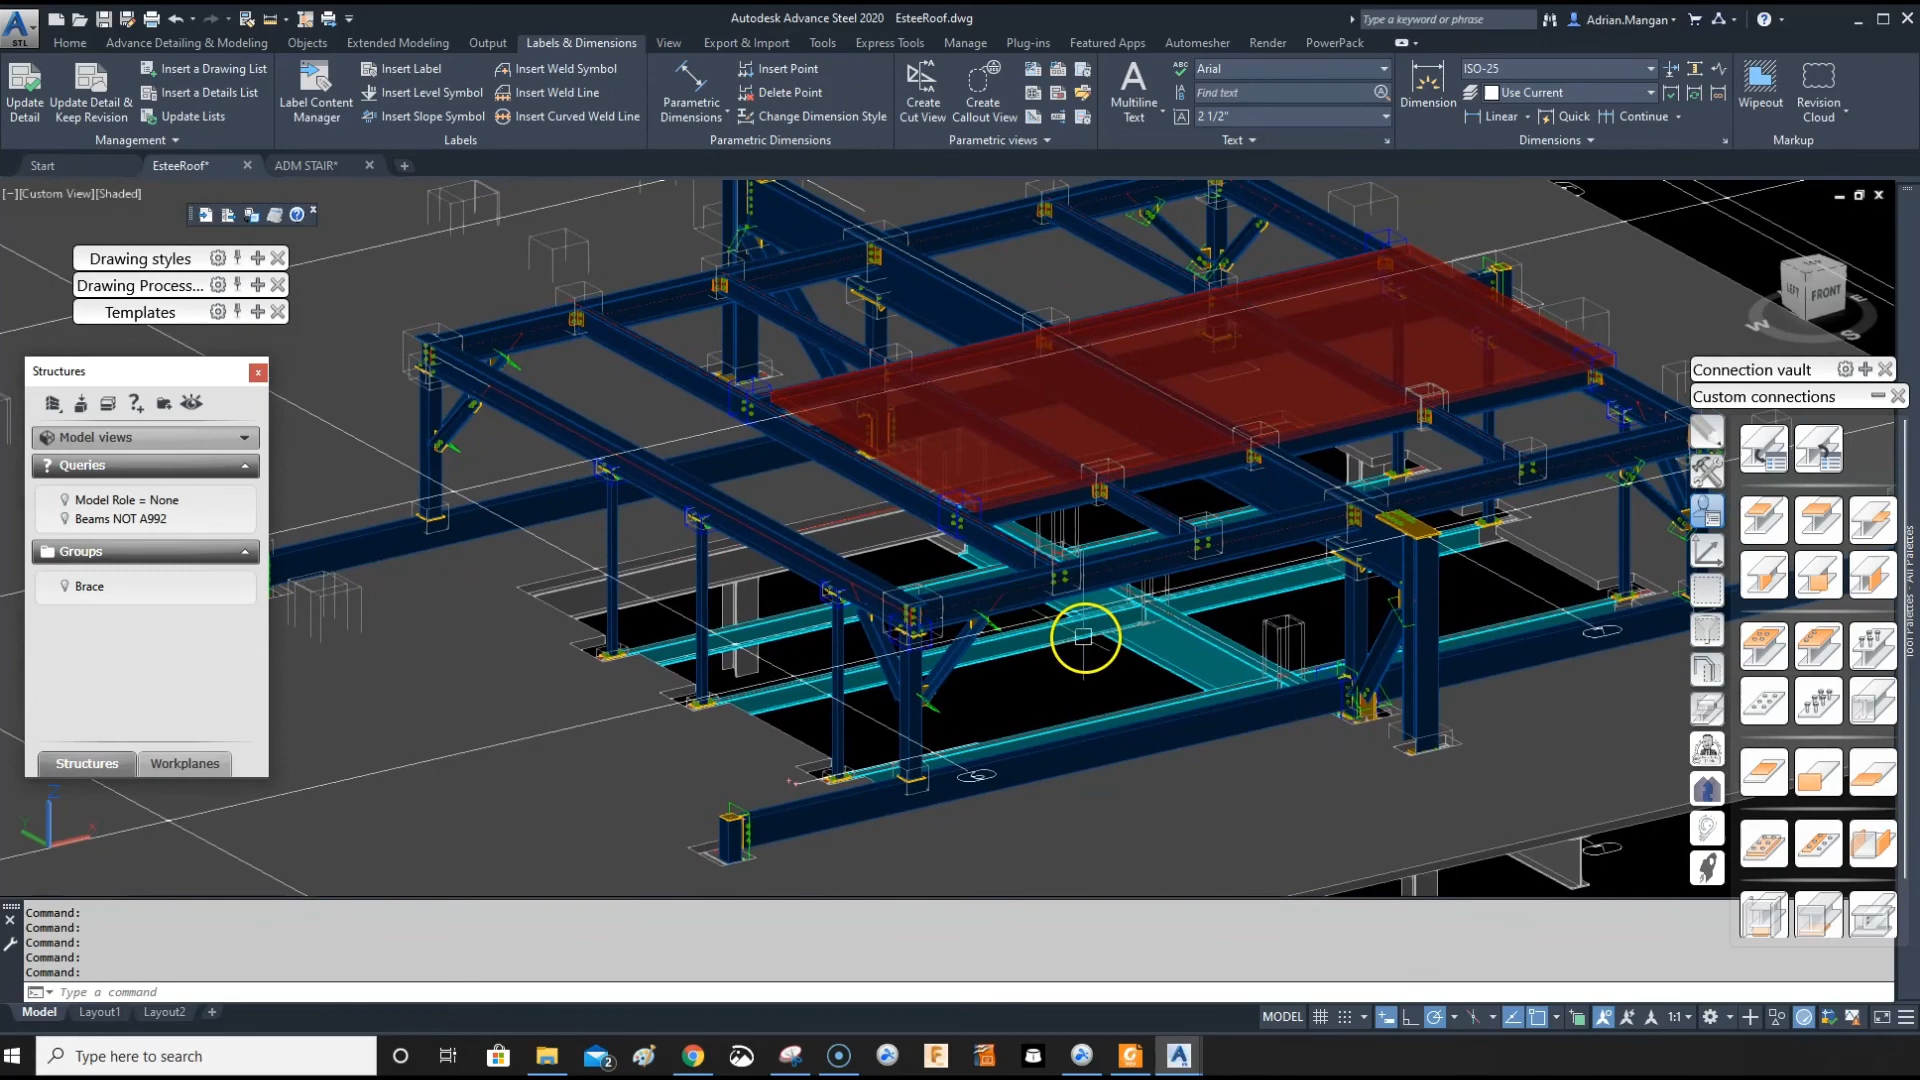 Autodesk Advance Steel 2020 EsteeRoof.dwg
Type a keyword or phrase
Adrian.Mangan
STL
Home Advance Detailing & Modeling Objects Extended Modeling Output Labels & Dimensions View Export & Import Tools Express Tools Manage Plug-ins Featured Apps Automesher Render PowerPack
Update Detail
Update Detail & Keep Revision
Insert a Drawing List
Insert a Details List
Update Lists
Management
Label Content Manager
Insert Label
Insert Level Symbol
Insert Slope Symbol
Insert Weld Symbol
Insert Weld Line
Insert Curved Weld Line
Labels
Parametric Dimensions
Insert Point
Delete Point
Change Dimension Style
Parametric Dimensions
Create Cut View
Create Callout View
Parametric views
Multiline Text
Arial
Find text
2 1/2"
Text
Dimension
ISO-25
Use Current
Linear Quick Continue
Dimensions
Wipeout
Revision Cloud
Markup
Start EsteeRoof* ADM STAIR*
[−][Custom View][Shaded]
Drawing styles
Drawing Process...
Templates
Structures
Model views
Queries
Model Role = None
Beams NOT A992
Groups
Brace
Structures Workplanes
LEFT FRONT
W S
Connection vault
Custom connections
Tool Palettes - All Palettes
Z
X
Command:
Command:
Command:
Command:
Command:
Type a command
Model Layout1 Layout2
MODEL 1:1
Type here to search
2